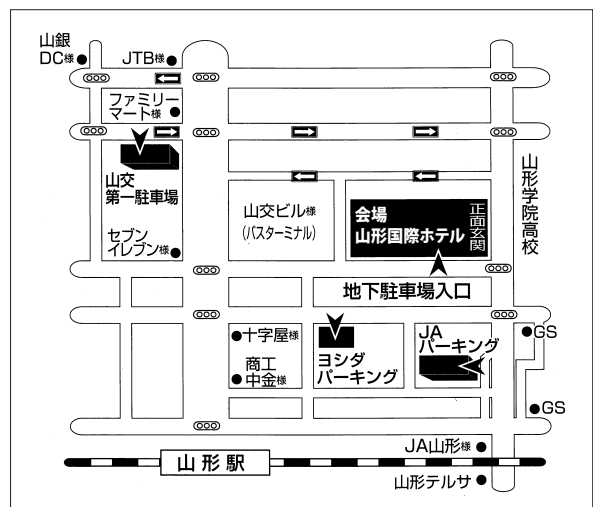 山銀
DC様
JTB様
ファミリー
マート様
山交
第一駐車場
セブン
イレブン様
山交ビル様
(バスターミナル)
会場
山形国際ホテル
正面玄関
山形学院高校
地下駐車場入口
十字屋様
商工
中金様
ヨシダ
パーキング
JA
パーキング
GS
GS
JA山形様
山形駅
山形テルサ